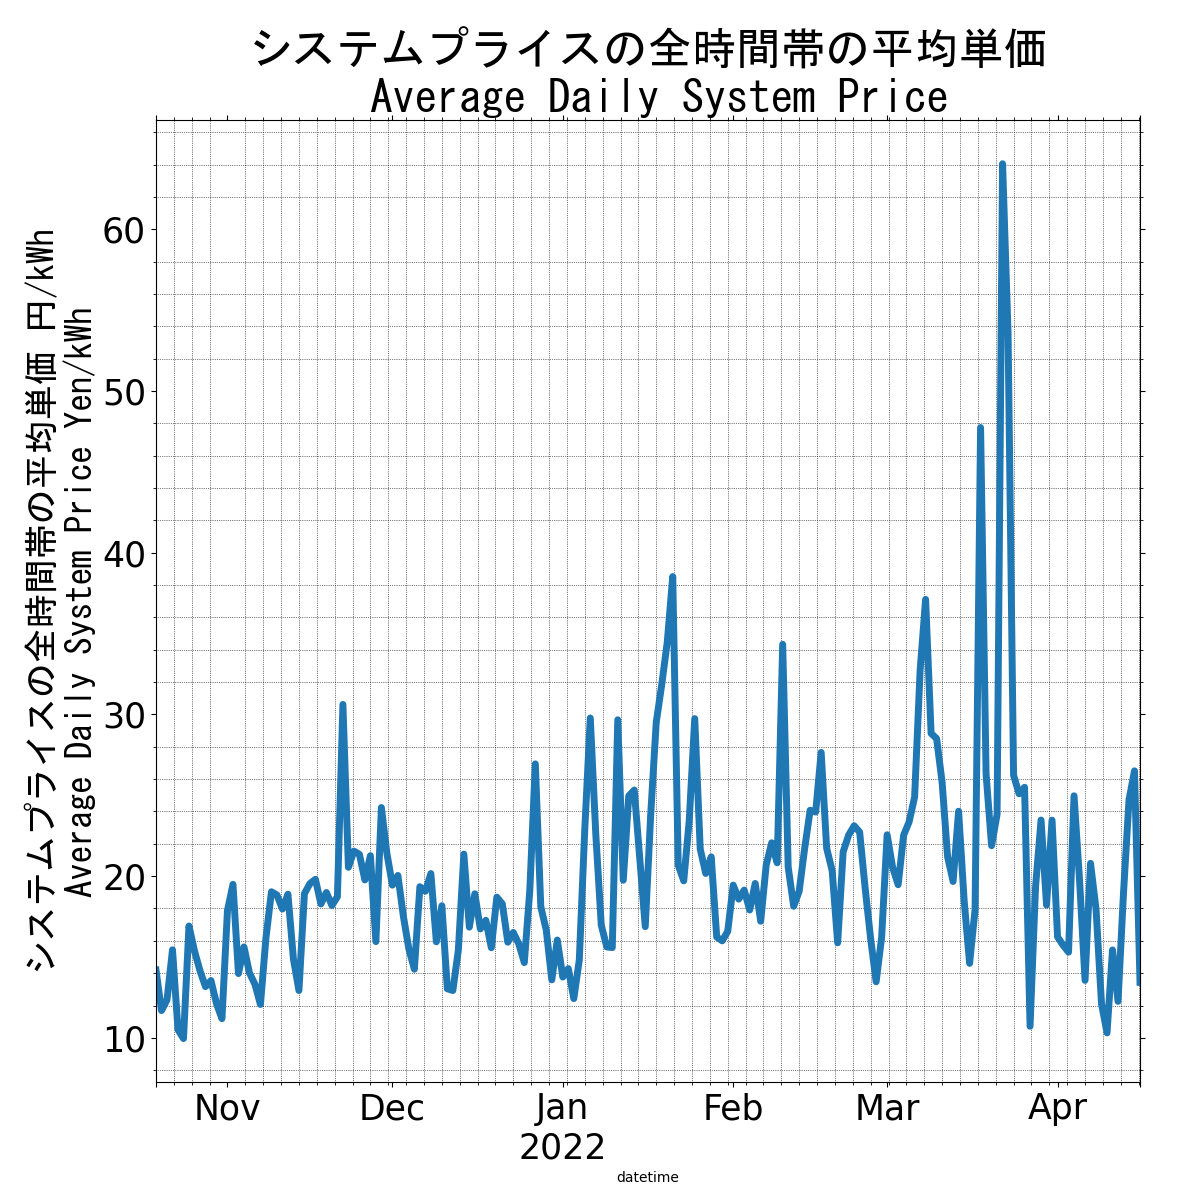 システムプライスの全時間帯の平均単価
Average Daily System Price
システムプライスの全時間帯の平均単価 円/kWh
Average Daily System Price Yen/kWh
60
50
40
30
20
10
Nov
Dec
Jan
2022
Feb
Mar
Apr
datetime